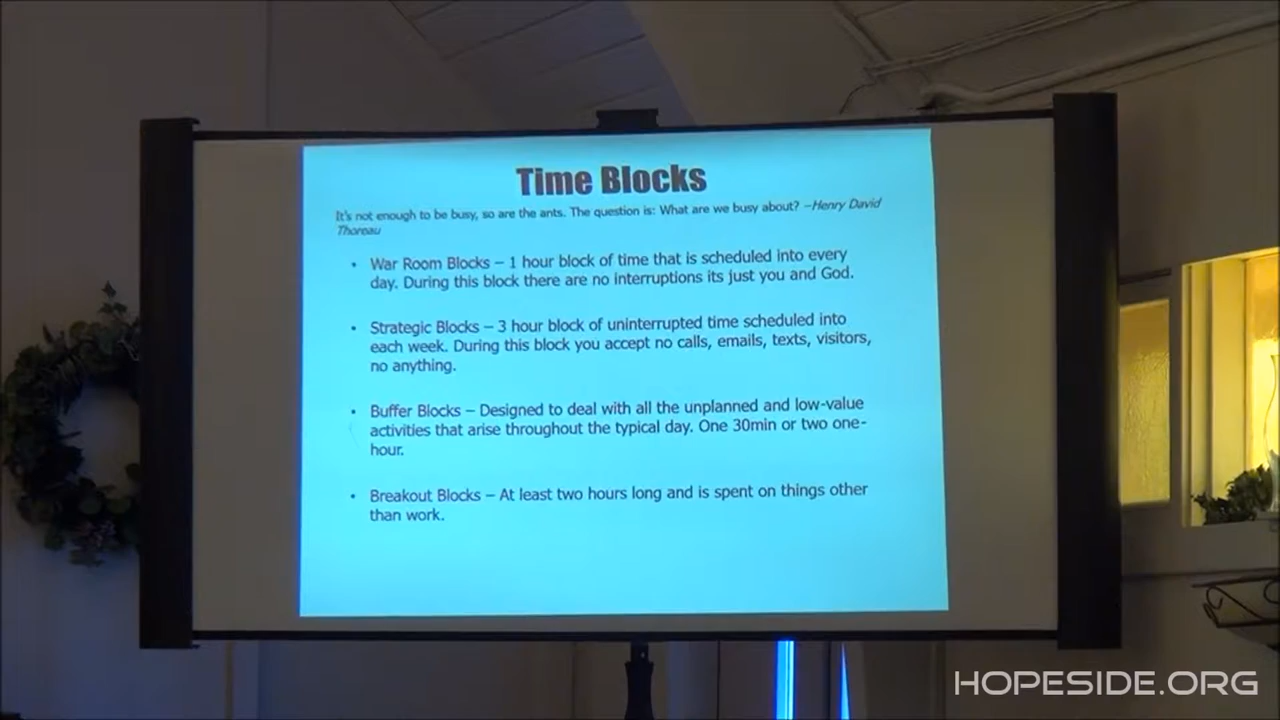 Time Blocks
It's not enough to be busy, so are the ants. The question is: What are we busy about? –Henry David
Thoreau
• War Room Blocks – 1 hour block of time that is scheduled into every
day. During this block there are no interruptions its just you and God.
• Strategic Blocks – 3 hour block of uninterrupted time scheduled into
each week. During this block you accept no calls, emails, texts, visitors,
no anything.
• Buffer Blocks – Designed to deal with all the unplanned and low-value
activities that arise throughout the typical day. One 30min or two one-
hour.
• Breakout Blocks – At least two hours long and is spent on things other
than work.
HOPESIDE.ORG